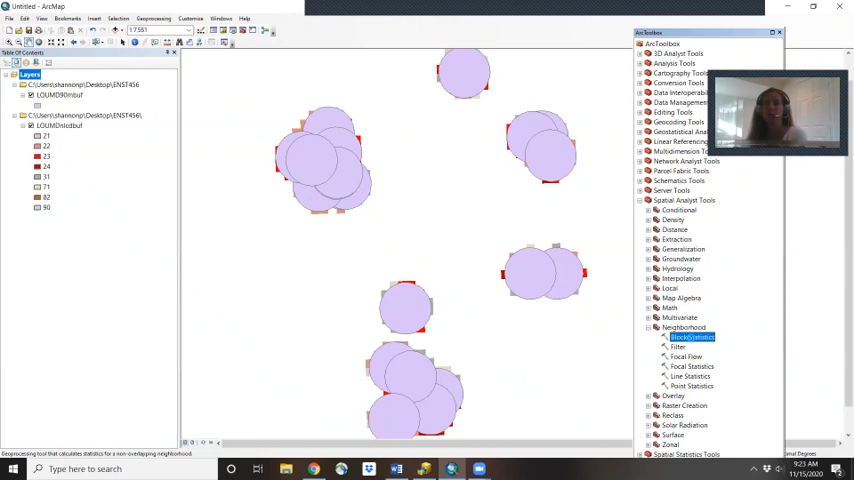 Untitled - ArcMap
File Edit View Bookmarks Insert Selection Geoprocessing Customize Windows Help
1:7,551
Table Of Contents
Layers
C:\Users\shannonp\Desktop\ENST456
LOUMD90mbuf
C:\Users\shannonp\Desktop\ENST456\
LOUMDnlcdbuf
21
22
23
24
31
71
82
90
ArcToolbox
ArcToolbox
3D Analyst Tools
Analysis Tools
Cartography Tools
Conversion Tools
Data Interoperab
Data Managemen
Editing Tools
Geocoding Tools
Geostatistical Ana
Linear Referencing
Multidimension To
Network Analyst Tools
Parcel Fabric Tools
Schematics Tools
Server Tools
Spatial Analyst Tools
Conditional
Density
Distance
Extraction
Generalization
Groundwater
Hydrology
Interpolation
Local
Map Algebra
Math
Multivariate
Neighborhood
Block Statistics
Filter
Focal Flow
Focal Statistics
Line Statistics
Point Statistics
Overlay
Raster Creation
Reclass
Solar Radiation
Surface
Zonal
Spatial Statistics Tools
Geoprocessing tool that calculates statistics for a non-overlapping neighborhood.
imal Degrees
Type here to search
9:23 AM
11/15/2020